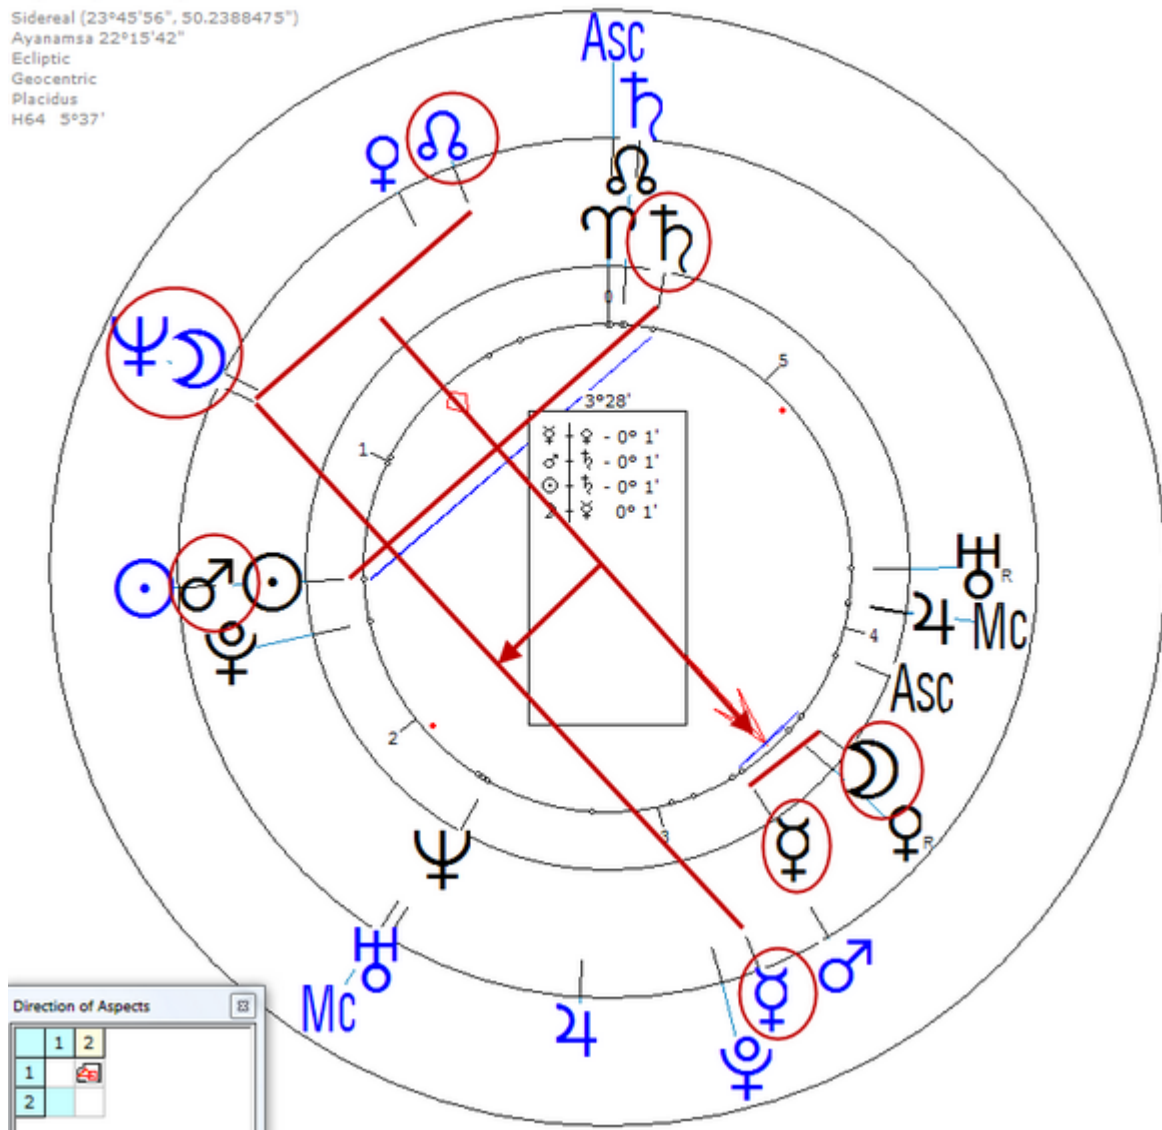 Sidereal (23°45'56", 50.2388475")
Ayanamsa 22°15'42"
Ecliptic
Geocentric
Placidus
H64 5°37'
Asc
♄
♀ ☊
☊
♈ ♄
0
5
♆ ☽
3°28'
☿ + ♀ - 0° 1'
♂ + ♄ - 0° 1'
☉ + ♄ - 0° 1'
☽ + ☿ 0° 1'
1
☉ ♂ ☉
♅ R
♃ Mc
4
♇
Asc
2
☽
3
☿
♀ R
♆
♅
♂
☿
Mc
♃
♇
Direction of Aspects
1 2
1
2